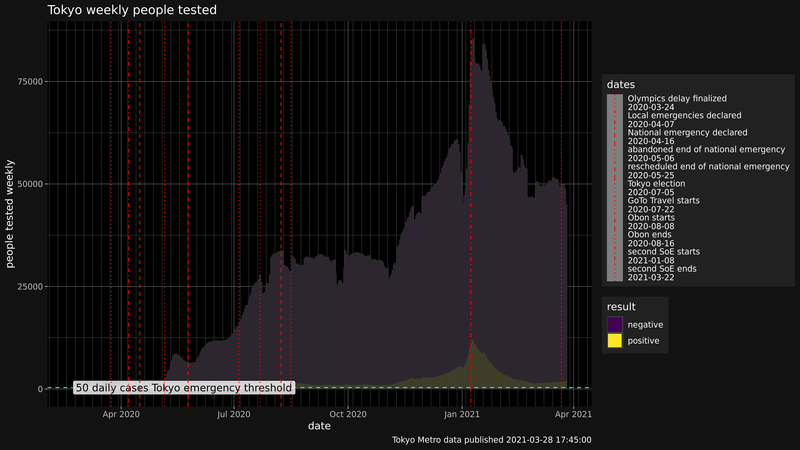 Tokyo weekly people tested
people tested weekly
75000
50000
25000
0
50 daily cases Tokyo emergency threshold
Apr 2020
Jul 2020
Oct 2020
Jan 2021
Apr 2021
date
Tokyo Metro data published 2021-03-28 17:45:00
dates
Olympics delay finalized
2020-03-24
Local emergencies declared
2020-04-07
National emergency declared
2020-04-16
abandoned end of national emergency
2020-05-06
rescheduled end of national emergency
2020-05-25
Tokyo election
2020-07-05
GoTo Travel starts
2020-07-22
Obon starts
2020-08-08
Obon ends
2020-08-16
second SoE starts
2021-01-08
second SoE ends
2021-03-22
result
negative
positive